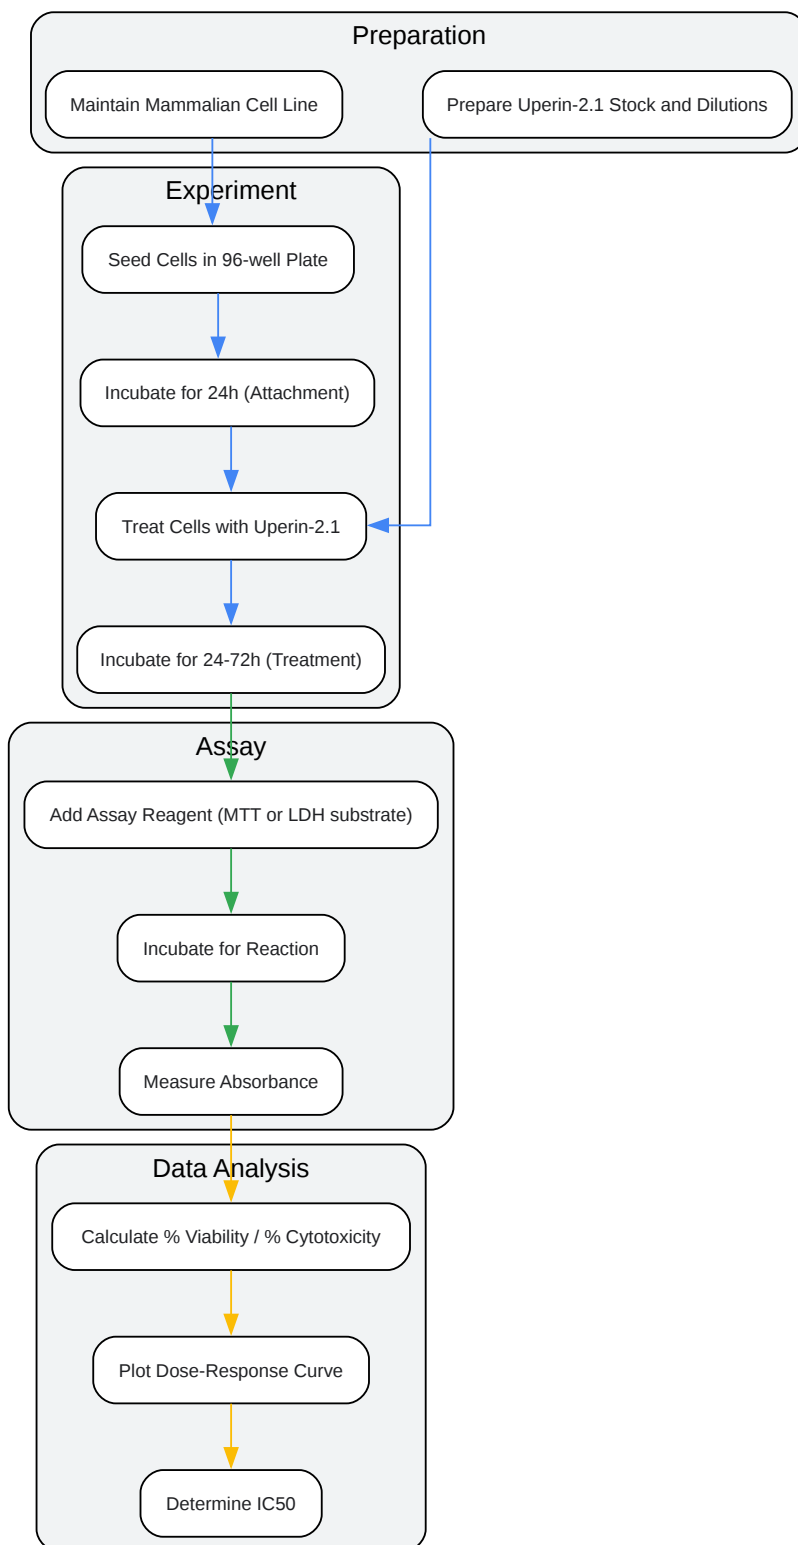 Preparation
Maintain Mammalian Cell Line
Prepare Uperin-2.1 Stock and Dilutions
Experiment
Seed Cells in 96-well Plate
Incubate for 24h (Attachment)
Treat Cells with Uperin-2.1
Incubate for 24-72h (Treatment)
Assay
Add Assay Reagent (MTT or LDH substrate)
Incubate for Reaction
Measure Absorbance
Data Analysis
Calculate % Viability / % Cytotoxicity
Plot Dose-Response Curve
Determine IC50